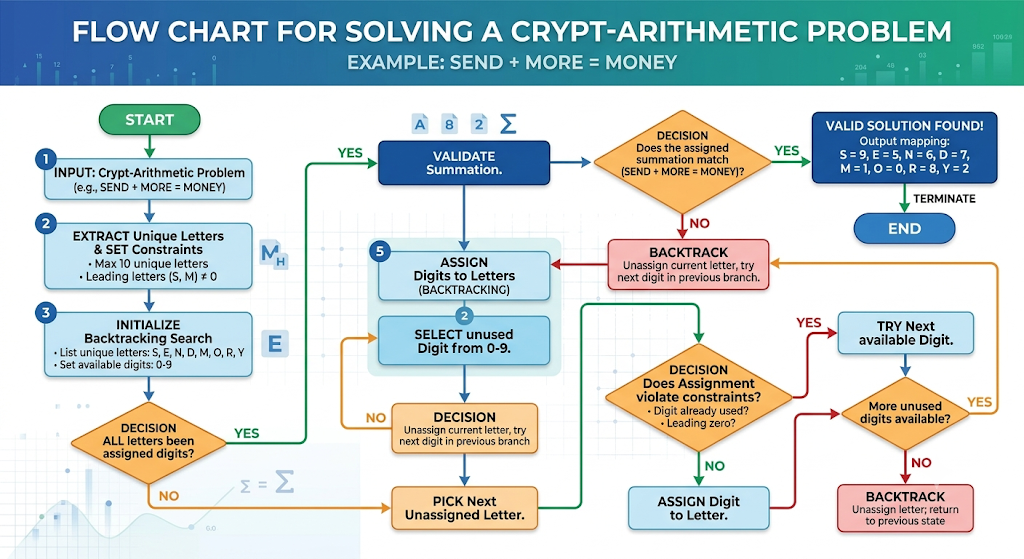 FLOW CHART FOR SOLVING A CRYPT-ARITHMETIC PROBLEM
EXAMPLE: SEND + MORE = MONEY
START
1
INPUT: Crypt-Arithmetic Problem
(e.g., SEND + MORE = MONEY)
2
EXTRACT Unique Letters
& SET Constraints
• Max 10 unique letters
• Leading letters (S, M) ≠ 0
M
H
3
INITIALIZE
Backtracking Search
• List unique letters: S, E, N, D, M, O, R, Y
• Set available digits: 0-9
E
DECISION
ALL letters been
assigned digits?
YES
NO
Σ = Σ
YES
A 8 2 Σ
VALIDATE
Summation.
5
ASSIGN
Digits to Letters
(BACKTRACKING)
2
SELECT unused
Digit from 0-9.
NO
DECISION
Unassign current letter, try
next digit in previous branch
PICK Next
Unassigned Letter.
DECISION
Does the assigned
summation match
(SEND + MORE = MONEY)?
YES
NO
VALID SOLUTION FOUND!
Output mapping:
S = 9, E = 5, N = 6, D = 7,
M = 1, O = 0, R = 8, Y = 2
TERMINATE
END
BACKTRACK
Unassign current letter, try
next digit in previous branch.
DECISION
Does Assignment
violate constraints?
• Digit already used?
• Leading zero?
YES
NO
ASSIGN Digit
to Letter.
TRY Next
available Digit.
More unused
digits available?
YES
NO
BACKTRACK
Unassign letter; return
to previous state